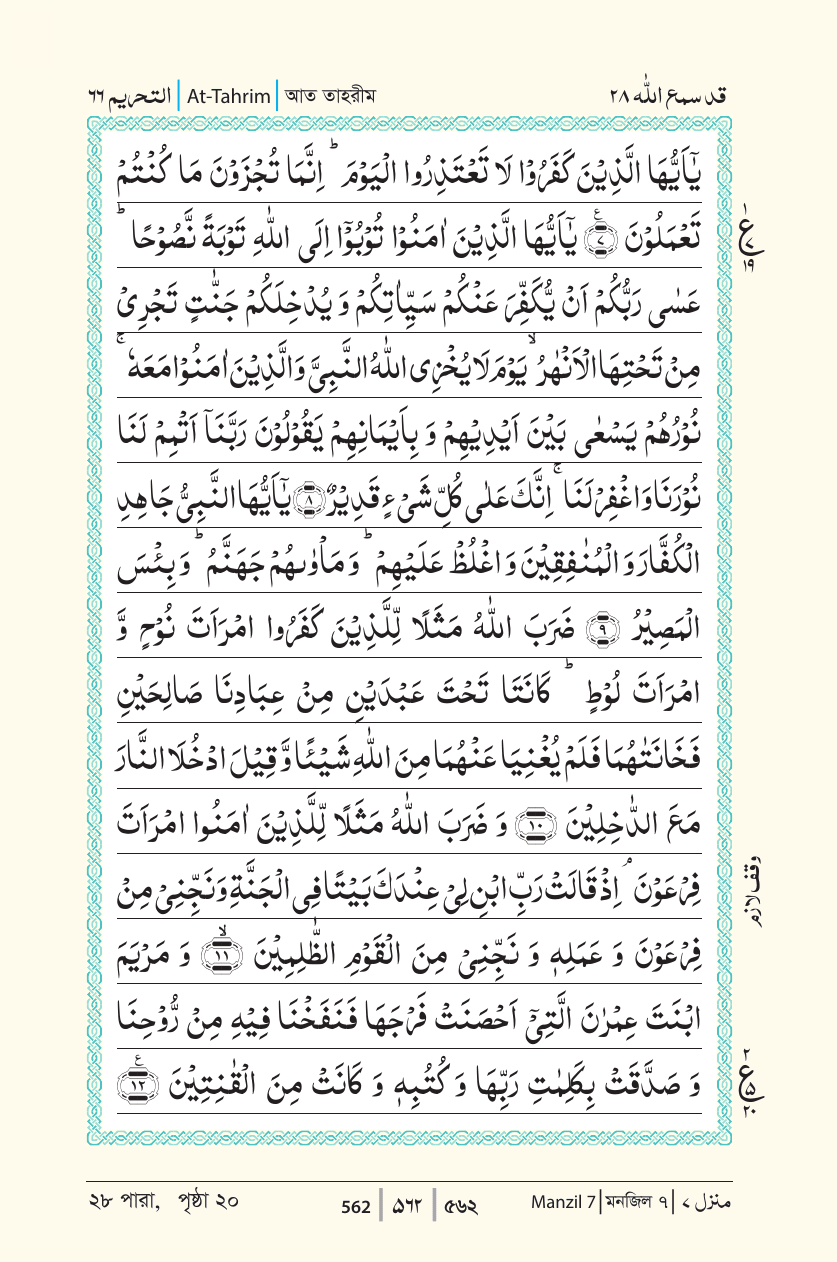 التحريم ٦٦ | At-Tahrim | আত তাহরীম
قد سمع الله ٢٨
يٰٓاَيُّهَا الَّذِيْنَ كَفَرُوْا لَا تَعْتَذِرُوا الْيَوْمَ ؕ اِنَّمَا تُجْزَوْنَ مَا كُنْتُمْ
تَعْمَلُوْنَ ﴿٧﴾ يٰٓاَيُّهَا الَّذِيْنَ اٰمَنُوْا تُوْبُوْٓا اِلَى اللّٰهِ تَوْبَةً نَّصُوْحًا ؕ
ع
٧
١٩
عَسٰى رَبُّكُمْ اَنْ يُّكَفِّرَ عَنْكُمْ سَيِّاٰتِكُمْ وَ يُدْخِلَكُمْ جَنّٰتٍ تَجْرِيْ
مِنْ تَحْتِهَا الْاَنْهٰرُ ۙ يَوْمَ لَا يُخْزِى اللّٰهُ النَّبِيَّ وَالَّذِيْنَ اٰمَنُوْا مَعَهٗ ۚ
نُوْرُهُمْ يَسْعٰى بَيْنَ اَيْدِيْهِمْ وَ بِاَيْمَانِهِمْ يَقُوْلُوْنَ رَبَّنَآ اَتْمِمْ لَنَا
نُوْرَنَا وَاغْفِرْ لَنَا ۚ اِنَّكَ عَلٰى كُلِّ شَيْءٍ قَدِيْرٌ ﴿٨﴾ يٰٓاَيُّهَا النَّبِيُّ جَاهِدِ
الْكُفَّارَ وَ الْمُنٰفِقِيْنَ وَ اغْلُظْ عَلَيْهِمْ ؕ وَ مَاْوٰىهُمْ جَهَنَّمُ ؕ وَ بِئْسَ
الْمَصِيْرُ ﴿٩﴾ ضَرَبَ اللّٰهُ مَثَلًا لِّلَّذِيْنَ كَفَرُوا امْرَاَتَ نُوْحٍ وَّ
امْرَاَتَ لُوْطٍ ؕ كَانَتَا تَحْتَ عَبْدَيْنِ مِنْ عِبَادِنَا صَالِحَيْنِ
فَخَانَتٰهُمَا فَلَمْ يُغْنِيَا عَنْهُمَا مِنَ اللّٰهِ شَيْـًٔا وَّ قِيْلَ ادْخُلَا النَّارَ
مَعَ الدّٰخِلِيْنَ ﴿١٠﴾ وَ ضَرَبَ اللّٰهُ مَثَلًا لِّلَّذِيْنَ اٰمَنُوا امْرَاَتَ
فِرْعَوْنَ ۘ اِذْ قَالَتْ رَبِّ ابْنِ لِيْ عِنْدَكَ بَيْتًا فِى الْجَنَّةِ وَ نَجِّنِيْ مِنْ
وقف لازم
فِرْعَوْنَ وَ عَمَلِهٖ وَ نَجِّنِيْ مِنَ الْقَوْمِ الظّٰلِمِيْنَ ﴿١١﴾ ۙ وَ مَرْيَمَ
ابْنَتَ عِمْرٰنَ الَّتِيْٓ اَحْصَنَتْ فَرْجَهَا فَنَفَخْنَا فِيْهِ مِنْ رُّوْحِنَا
وَ صَدَّقَتْ بِكَلِمٰتِ رَبِّهَا وَ كُتُبِهٖ وَ كَانَتْ مِنَ الْقٰنِتِيْنَ ﴿١٢﴾
٢
ع
٥
٢٠
২৮ পারা, পৃষ্ঠা ২০
562 | ۵۶۲ | ৫৬২
Manzil 7 | মনজিল ৭ | منزل ٧